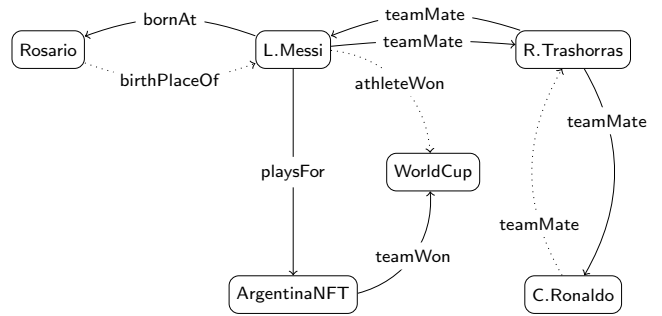 teamMate
bornAt
teamMate
Rosario
L.Messi
R.Trashorras
birthPlaceOf
athleteWon
teamMate
playsFor
WorldCup
teamMate
teamWon
ArgentinaNFT
C.Ronaldo